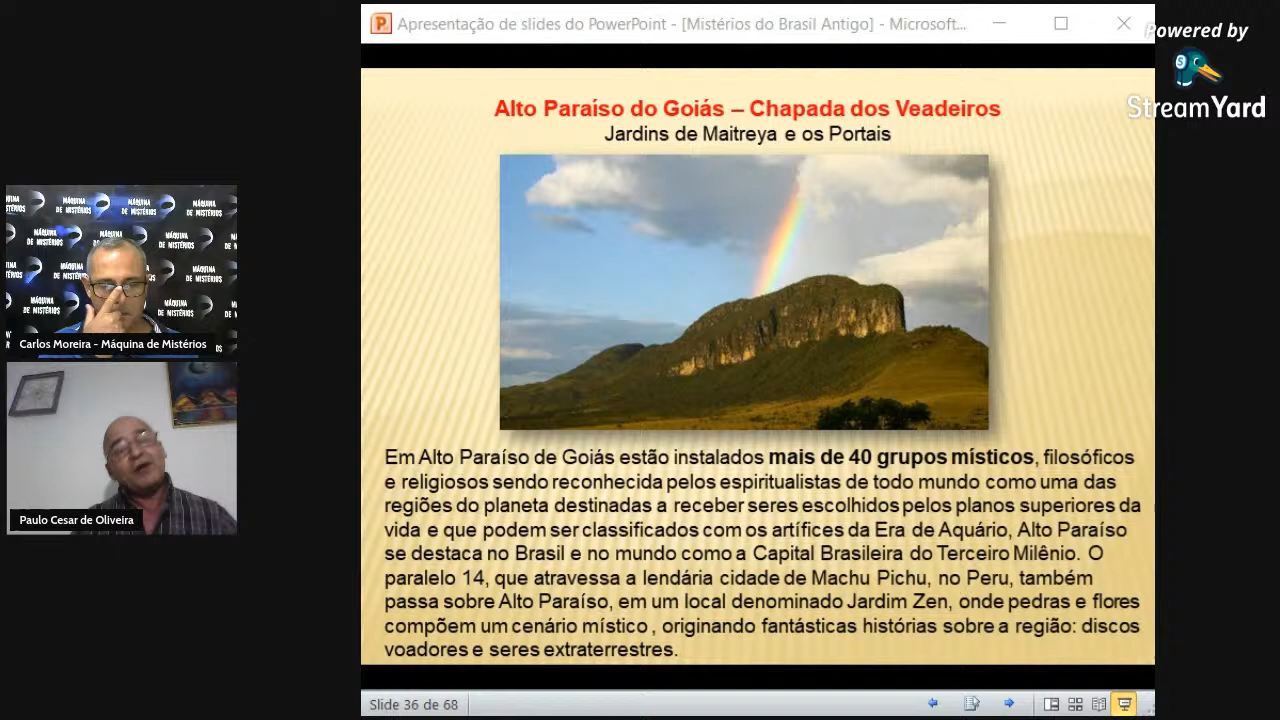 Apresentação de slides do PowerPoint - [Mistérios do Brasil Antigo] - Microsoft...
Powered by
StreamYard
Alto Paraíso do Goiás – Chapada dos Veadeiros
Jardins de Maitreya e os Portais
MÁQUINA
DE MISTÉRIOS
Carlos Moreira - Máquina de Mistérios
Paulo Cesar de Oliveira
Em Alto Paraíso de Goiás estão instalados mais de 40 grupos místicos, filosóficos
e religiosos sendo reconhecida pelos espiritualistas de todo mundo como uma das
regiões do planeta destinadas a receber seres escolhidos pelos planos superiores da
vida e que podem ser classificados com os artífices da Era de Aquário, Alto Paraíso
se destaca no Brasil e no mundo como a Capital Brasileira do Terceiro Milênio. O
paralelo 14, que atravessa a lendária cidade de Machu Pichu, no Peru, também
passa sobre Alto Paraíso, em um local denominado Jardim Zen, onde pedras e flores
compõem um cenário místico , originando fantásticas histórias sobre a região: discos
voadores e seres extraterrestres.
Slide 36 de 68